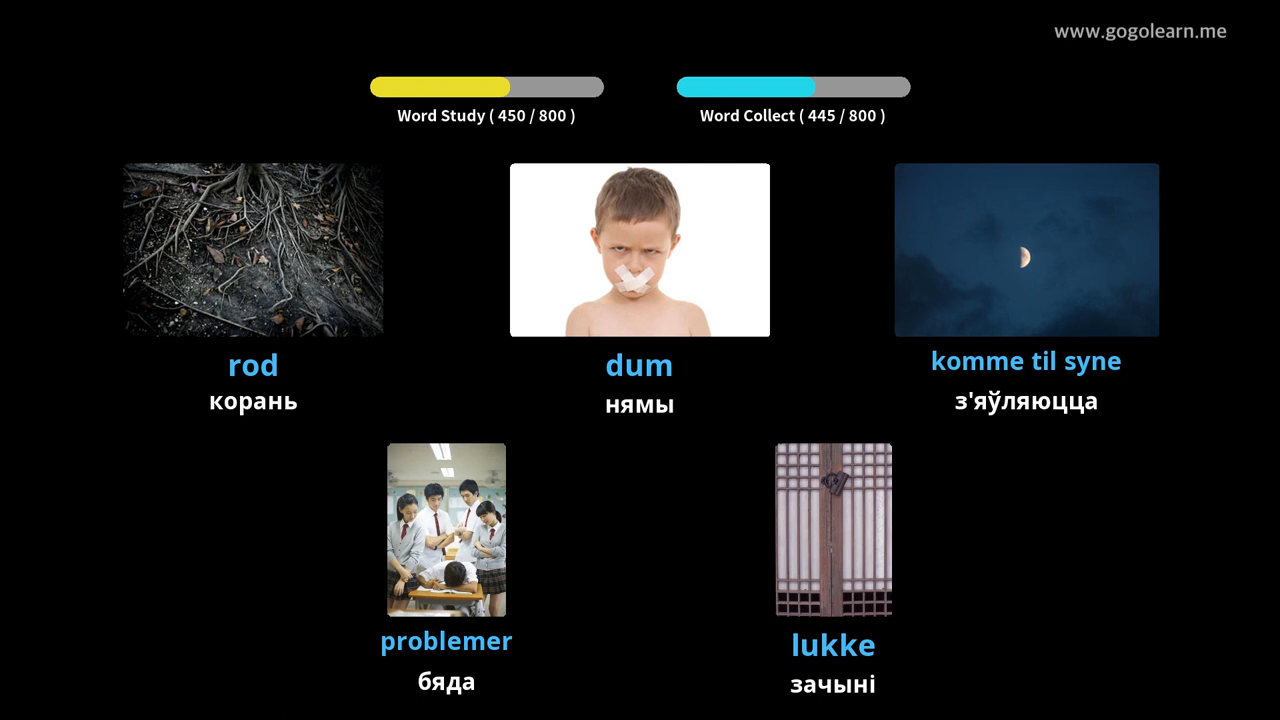 www.gogolearn.me
Word Study ( 450 / 800 )
Word Collect ( 445 / 800 )
rod
dum
komme til syne
корань
нямы
з'яўляюцца
problemer
lukke
бяда
зачыні